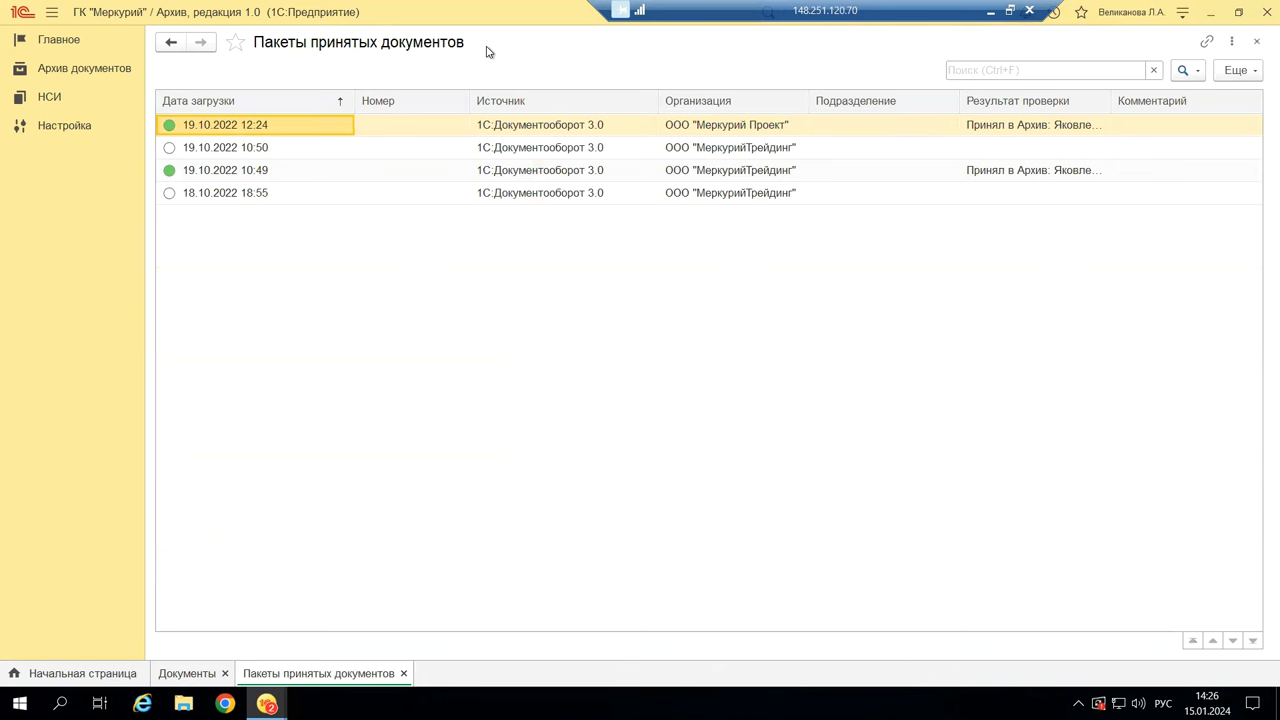 ГК "Меркурий" / Архив, редакция 1.0 (1С:Предприятие)
148.251.120.70
Великанова Л.А.
Главное
Архив документов
НСИ
Настройка
Пакеты принятых документов
Поиск (Ctrl+F)
Еще
Дата загрузки Номер Источник Организация Подразделение Результат проверки Комментарий
19.10.2022 12:24 1С:Документооборот 3.0 ООО "Меркурий Проект" Принял в Архив: Яковле...
19.10.2022 10:50 1С:Документооборот 3.0 ООО "МеркурийТрейдинг"
19.10.2022 10:49 1С:Документооборот 3.0 ООО "МеркурийТрейдинг" Принял в Архив: Яковле...
18.10.2022 18:55 1С:Документооборот 3.0 ООО "МеркурийТрейдинг"
Начальная страница Документы Пакеты принятых документов
2
РУС
14:26
15.01.2024